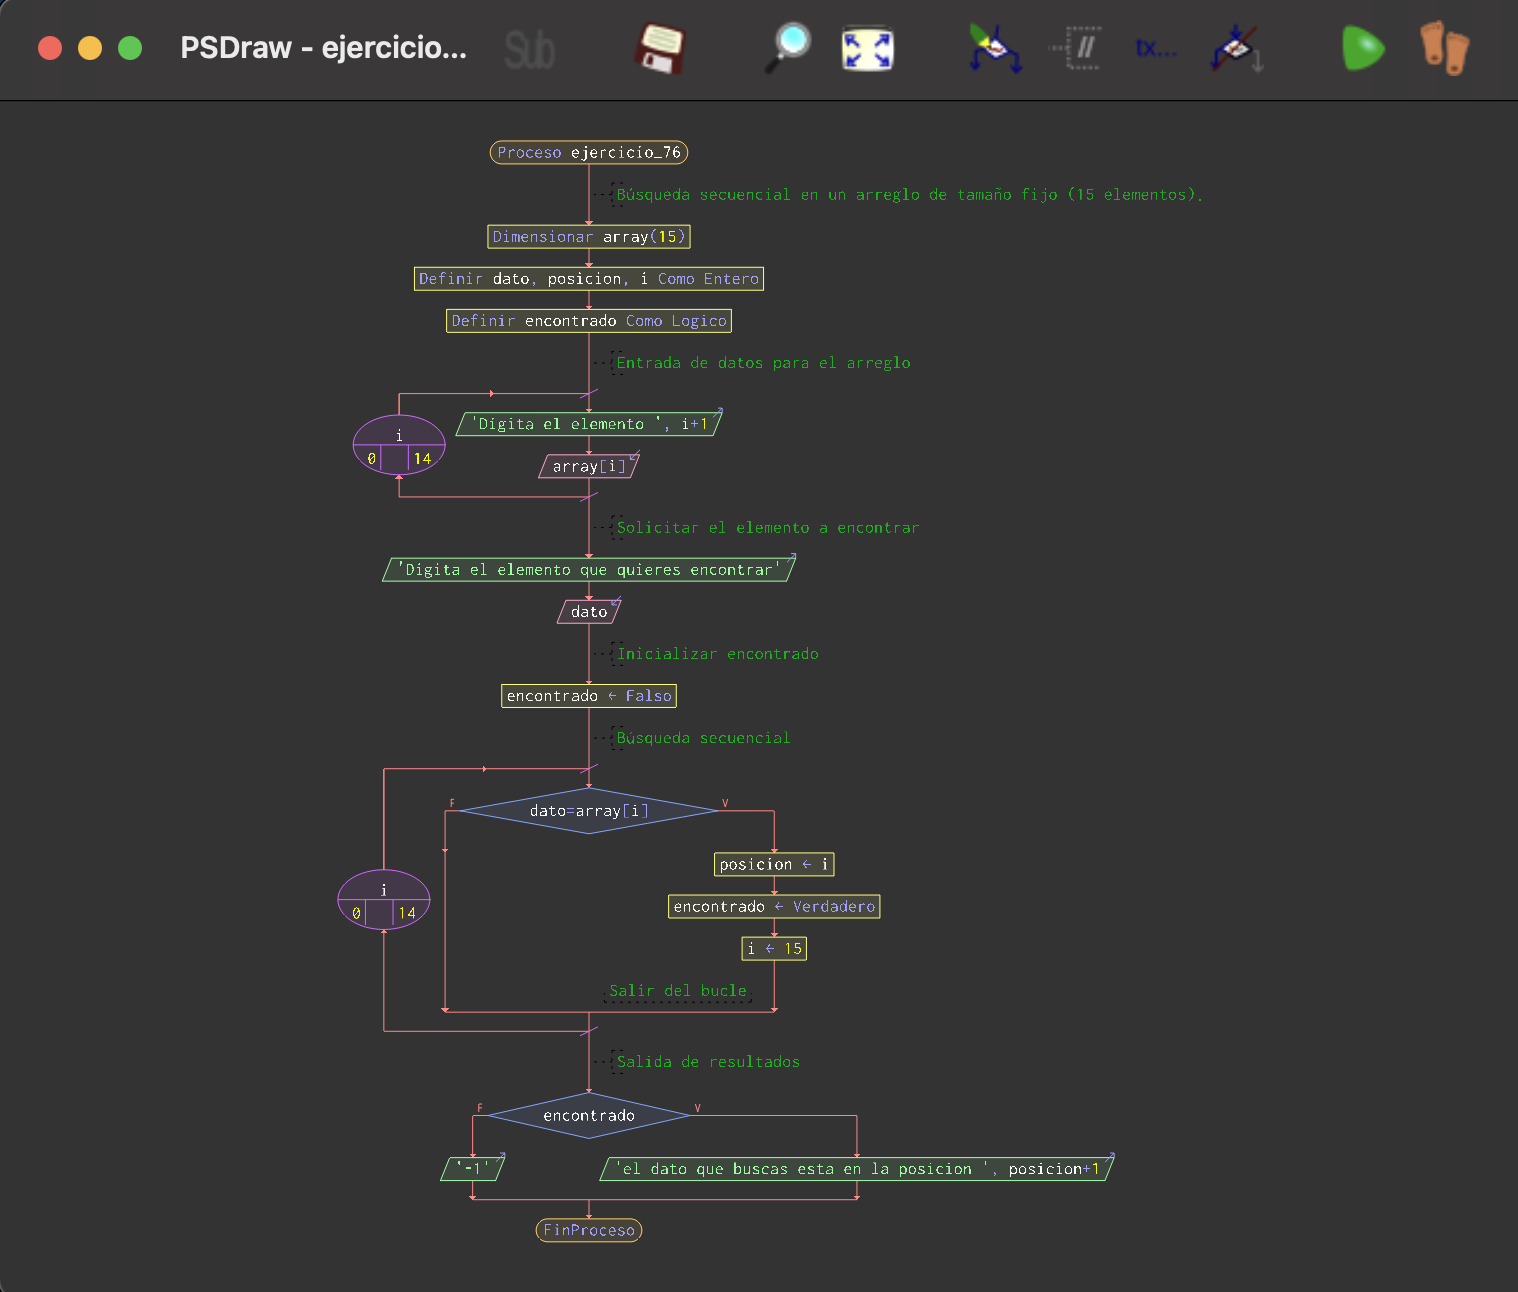 PSDraw - ejercicio...
Sub
//
tx...
Proceso ejercicio_76
Búsqueda secuencial en un arreglo de tamaño fijo (15 elementos).
Dimensionar array(15)
Definir dato, posicion, i Como Entero
Definir encontrado Como Logico
Entrada de datos para el arreglo
'Digita el elemento ', i+1
i
0 14
array[i]
Solicitar el elemento a encontrar
'Digita el elemento que quieres encontrar'
dato
Inicializar encontrado
encontrado ← Falso
Búsqueda secuencial
F V
dato=array[i]
posicion ← i
i
0 14
encontrado ← Verdadero
i ← 15
Salir del bucle
Salida de resultados
F V
encontrado
'-1' 'el dato que buscas esta en la posicion ', posicion+1
FinProceso